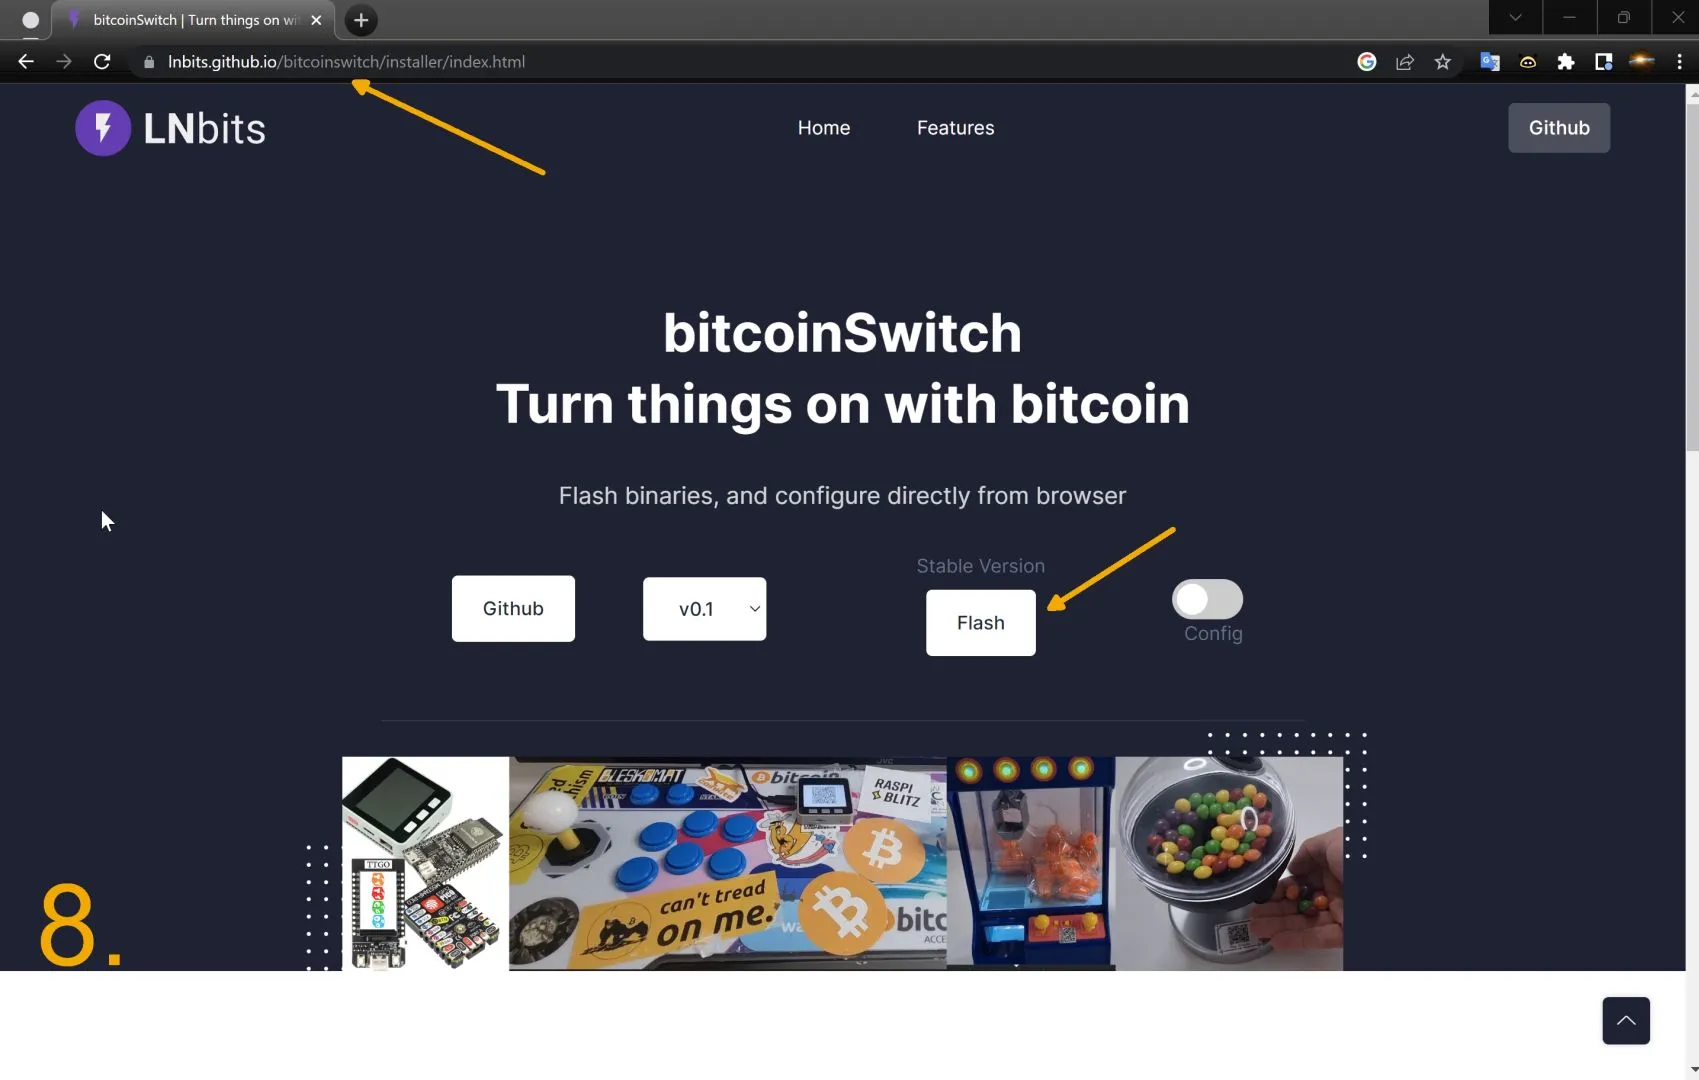 bitcoinSwitch | Turn things on wi
lnbits.github.io/bitcoinswitch/installer/index.html
LNbits
Home
Features
Github
bitcoinSwitch
Turn things on with bitcoin
Flash binaries, and configure directly from browser
Stable Version
Github
v0.1
Flash
Config
BLESKOMAT
bitcoin
RASPI
BLITZ
TTGO
can't tread
on me.
bitc
ACCE
8.